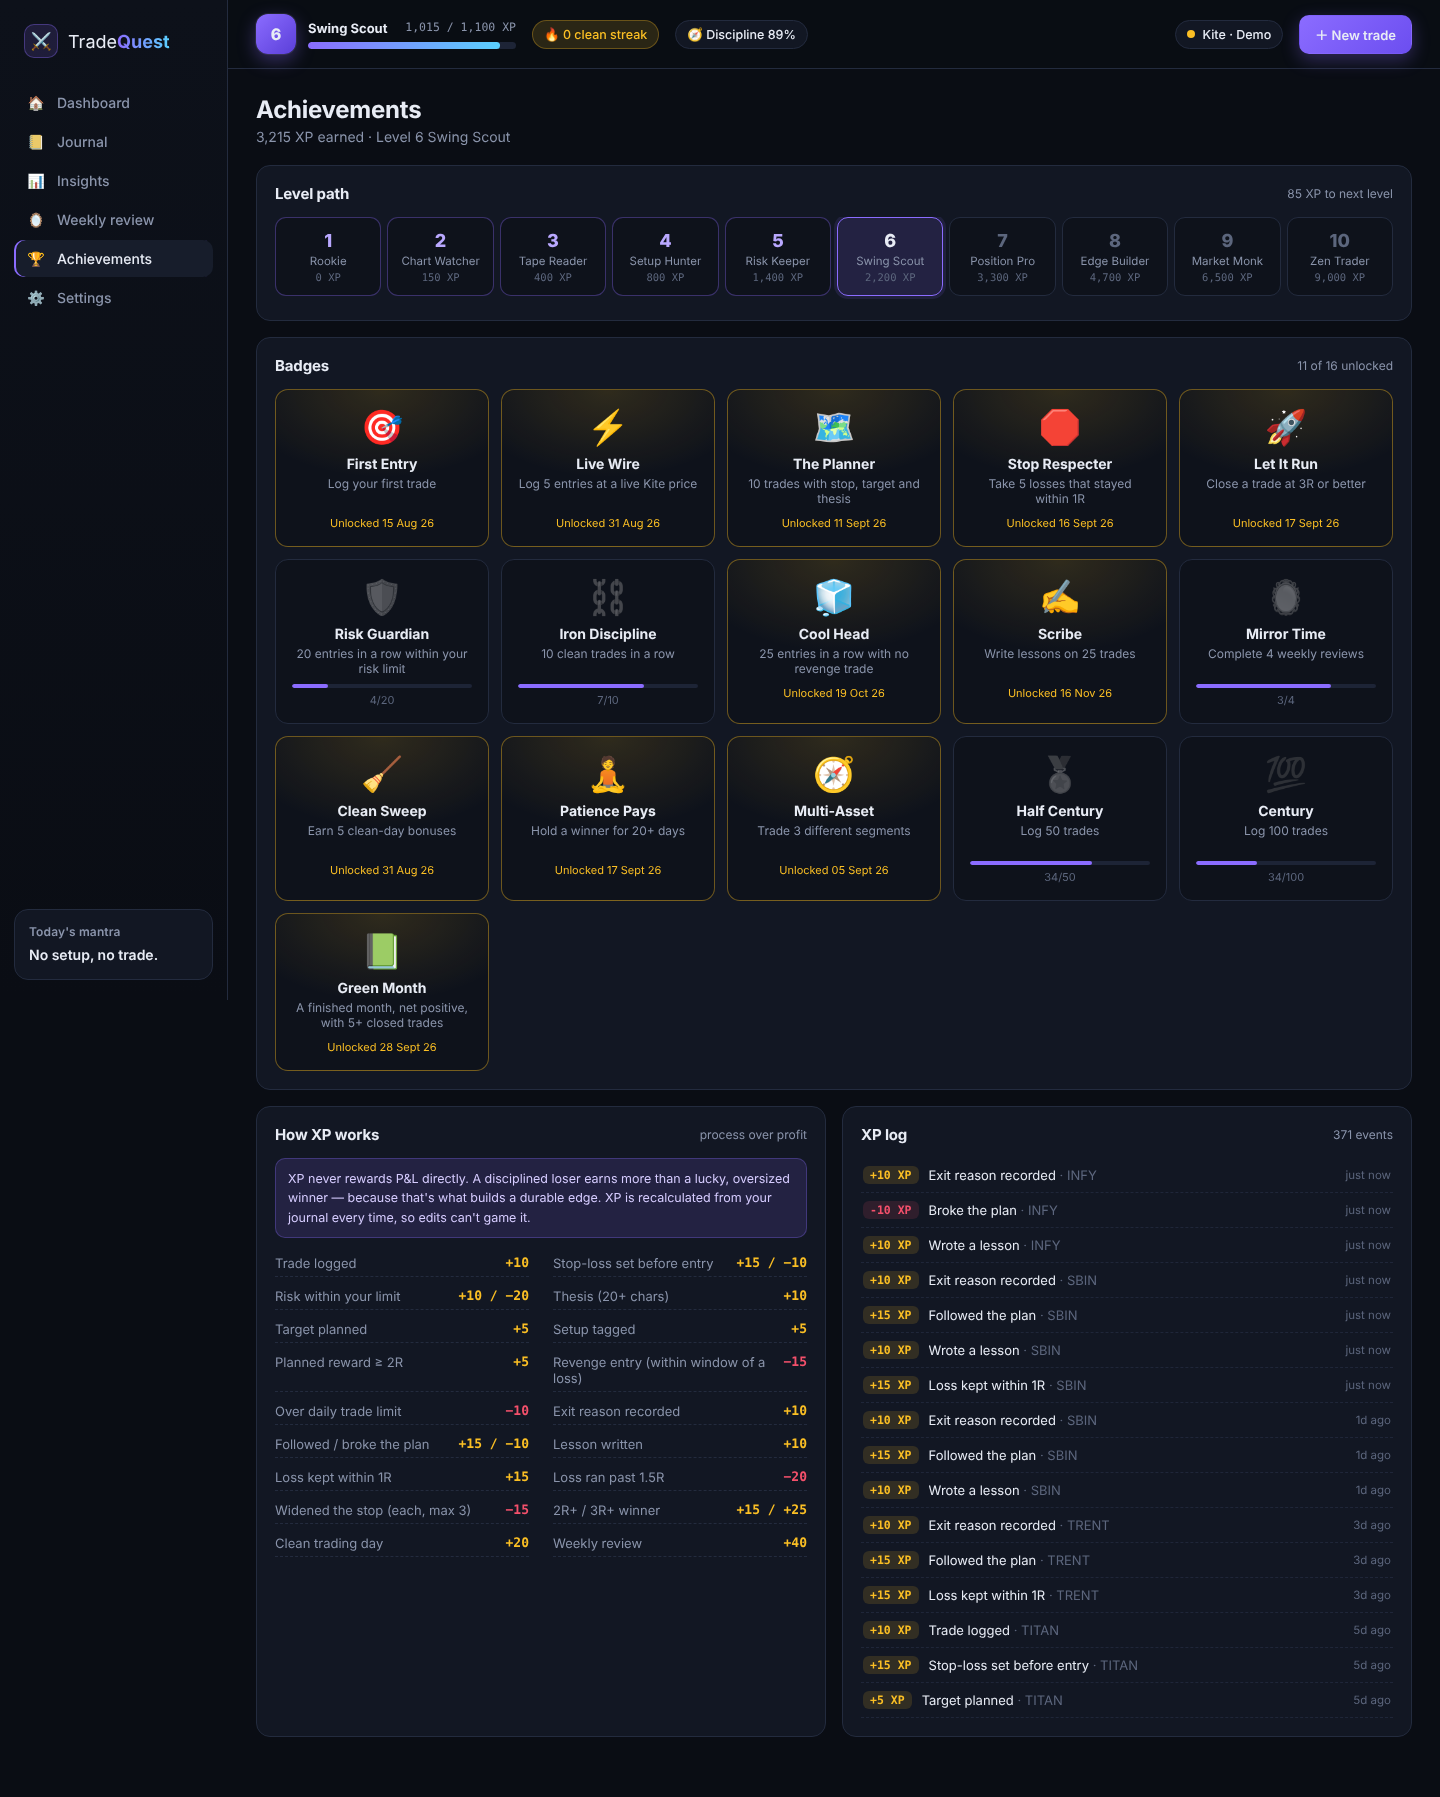 TradeQuest
Dashboard
Journal
Insights
Weekly review
Achievements
Settings
Today's mantra
No setup, no trade.
6
Swing Scout
1,015 / 1,100 XP
0 clean streak
Discipline 89%
Kite · Demo
+ New trade
Achievements
3,215 XP earned · Level 6 Swing Scout
Level path
85 XP to next level
1
Rookie
0 XP
2
Chart Watcher
150 XP
3
Tape Reader
400 XP
4
Setup Hunter
800 XP
5
Risk Keeper
1,400 XP
6
Swing Scout
2,200 XP
7
Position Pro
3,300 XP
8
Edge Builder
4,700 XP
9
Market Monk
6,500 XP
10
Zen Trader
9,000 XP
Badges
11 of 16 unlocked
First Entry
Log your first trade
Unlocked 15 Aug 26
Live Wire
Log 5 entries at a live Kite price
Unlocked 31 Aug 26
The Planner
10 trades with stop, target and
thesis
Unlocked 11 Sept 26
Stop Respecter
Take 5 losses that stayed
within 1R
Unlocked 16 Sept 26
Let It Run
Close a trade at 3R or better
Unlocked 17 Sept 26
Risk Guardian
20 entries in a row within your
risk limit
4/20
Iron Discipline
10 clean trades in a row
7/10
Cool Head
25 entries in a row with no
revenge trade
Unlocked 19 Oct 26
Scribe
Write lessons on 25 trades
Unlocked 16 Nov 26
Mirror Time
Complete 4 weekly reviews
3/4
Clean Sweep
Earn 5 clean-day bonuses
Unlocked 31 Aug 26
Patience Pays
Hold a winner for 20+ days
Unlocked 17 Sept 26
Multi-Asset
Trade 3 different segments
Unlocked 05 Sept 26
Half Century
Log 50 trades
34/50
100
Century
Log 100 trades
34/100
Green Month
A finished month, net positive,
with 5+ closed trades
Unlocked 28 Sept 26
How XP works
process over profit
XP never rewards P&L directly. A disciplined loser earns more than a lucky, oversized
winner — because that's what builds a durable edge. XP is recalculated from your
journal every time, so edits can't game it.
Trade logged +10
Stop-loss set before entry +15 / −10
Risk within your limit +10 / −20
Thesis (20+ chars) +10
Target planned +5
Setup tagged +5
Planned reward ≥ 2R +5
Revenge entry (within window of a −15
loss)
Over daily trade limit −10
Exit reason recorded +10
Followed / broke the plan +15 / −10
Lesson written +10
Loss kept within 1R +15
Loss ran past 1.5R −20
Widened the stop (each, max 3) −15
2R+ / 3R+ winner +15 / +25
Clean trading day +20
Weekly review +40
XP log
371 events
+10 XP Exit reason recorded · INFY just now
-10 XP Broke the plan · INFY just now
+10 XP Wrote a lesson · INFY just now
+10 XP Exit reason recorded · SBIN just now
+15 XP Followed the plan · SBIN just now
+10 XP Wrote a lesson · SBIN just now
+15 XP Loss kept within 1R · SBIN just now
+10 XP Exit reason recorded · SBIN 1d ago
+15 XP Followed the plan · SBIN 1d ago
+10 XP Wrote a lesson · SBIN 1d ago
+10 XP Exit reason recorded · TRENT 3d ago
+15 XP Followed the plan · TRENT 3d ago
+15 XP Loss kept within 1R · TRENT 3d ago
+10 XP Trade logged · TITAN 5d ago
+15 XP Stop-loss set before entry · TITAN 5d ago
+5 XP Target planned · TITAN 5d ago